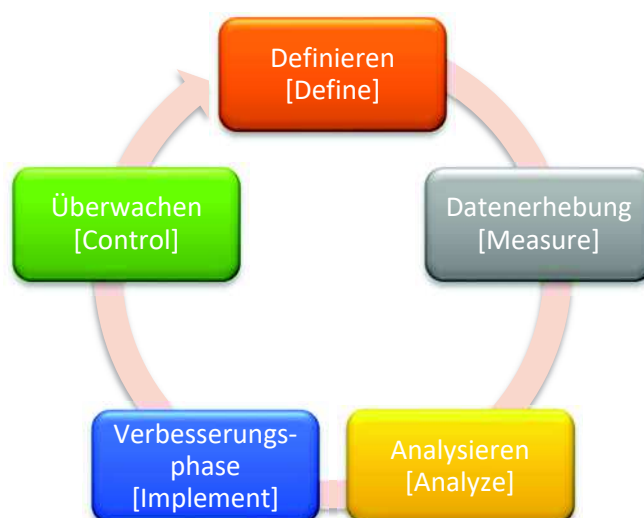 Definieren
[Define]
Datenerhebung
[Measure]
Analysieren
[Analyze]
Verbesserungs-
phase
[Implement]
Überwachen
[Control]